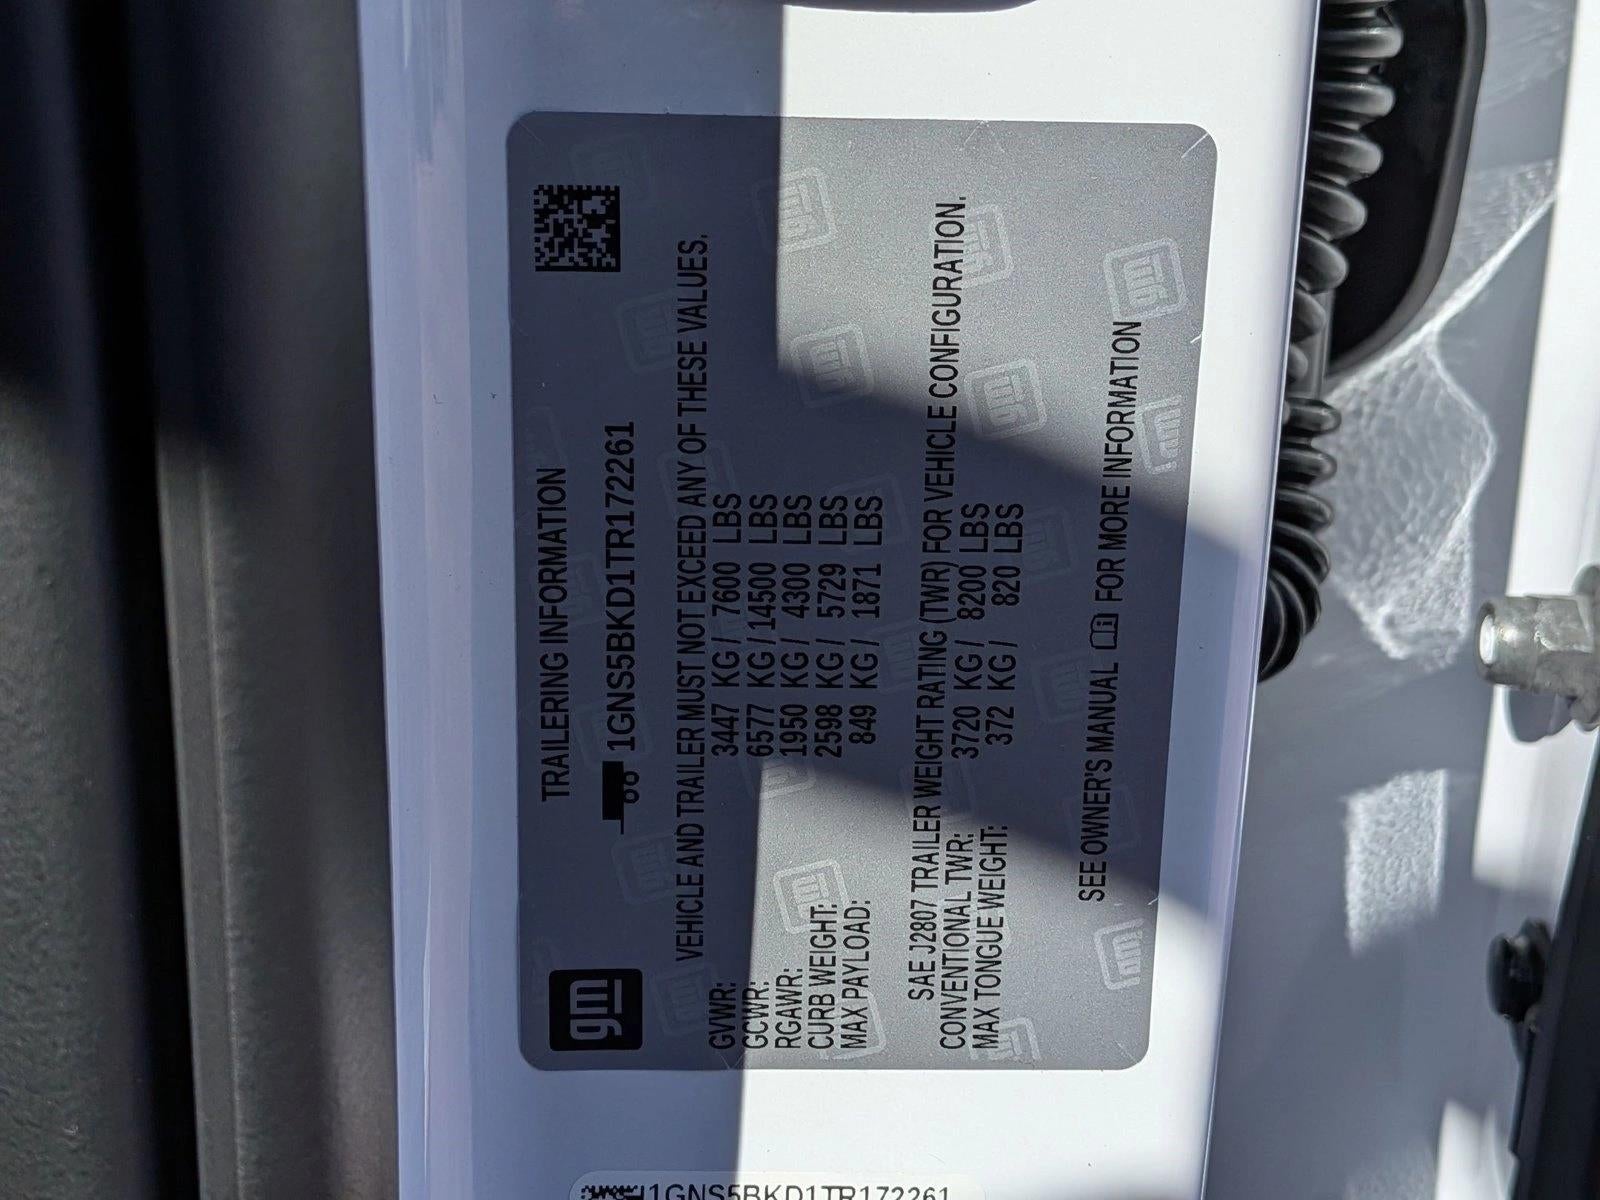 gm
TRAILERING INFORMATION
1GNS5BKD1TR172261
VEHICLE AND TRAILER MUST NOT EXCEED ANY OF THESE VALUES.
GVWR: 3447 KG / 7600 LBS
GCWR: 6577 KG / 14500 LBS
RGAWR: 1950 KG / 4300 LBS
CURB WEIGHT: 2598 KG / 5729 LBS
MAX PAYLOAD: 849 KG / 1871 LBS
SAE J2807 TRAILER WEIGHT RATING (TWR) FOR VEHICLE CONFIGURATION.
CONVENTIONAL TWR: 3720 KG / 8200 LBS
MAX TONGUE WEIGHT: 372 KG / 820 LBS
SEE OWNER'S MANUAL FOR MORE INFORMATION
1GNS5BKD1TR172261